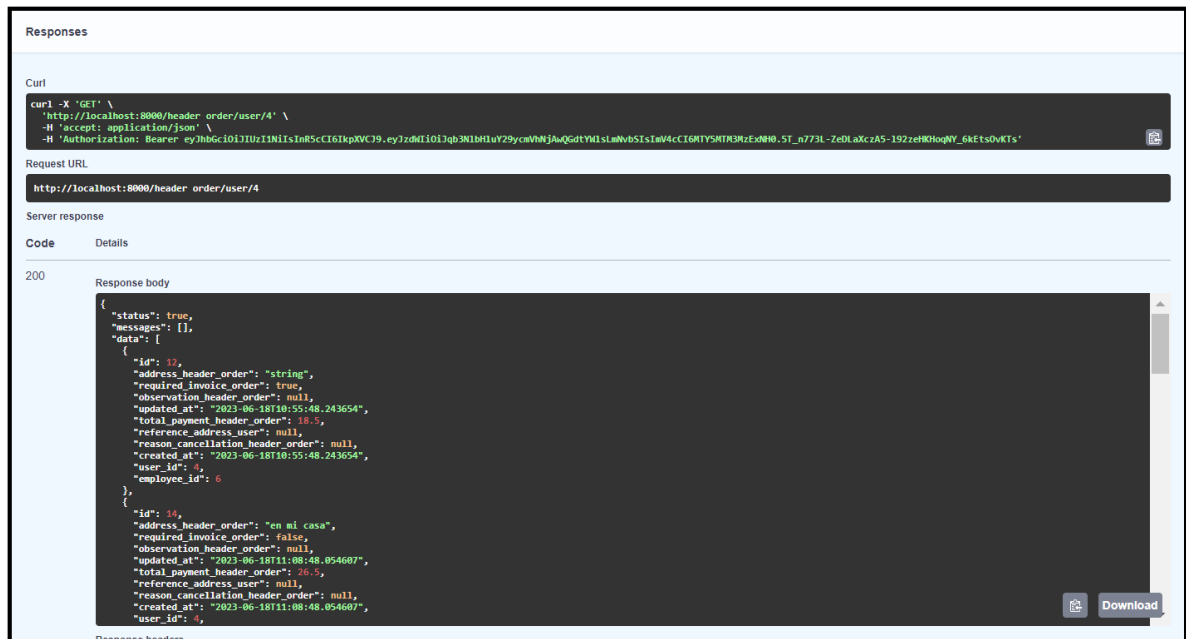 Responses
Curl
curl -X 'GET' \
'http://localhost:8000/header order/user/4' \
-H 'accept: application/json' \
-H 'Authorization: Bearer
Request URL
http://localhost:8000/header order/user/4
Server response
Code Details
200
Response body
{
"status": true,
"messages": [],
"data": [
{
"id": 12,
"address_header_order": "string",
"required_invoice_order": true,
"observation_header_order": null,
"updated_at": "2023-06-18T10:55:48.243654",
"total_payment_header_order": 18.5,
"reference_address_user": null,
"reason_cancellation_header_order": null,
"created_at": "2023-06-18T10:55:48.243654",
"user_id": 4,
"employee_id": 6
},
{
"id": 14,
"address_header_order": "en mi casa",
"required_invoice_order": false,
"observation_header_order": null,
"updated_at": "2023-06-18T11:08:48.054607",
"total_payment_header_order": 26.5,
"reference_address_user": null,
"reason_cancellation_header_order": null,
"created_at": "2023-06-18T11:08:48.054607",
"user_id": 4,
Download
Response headers